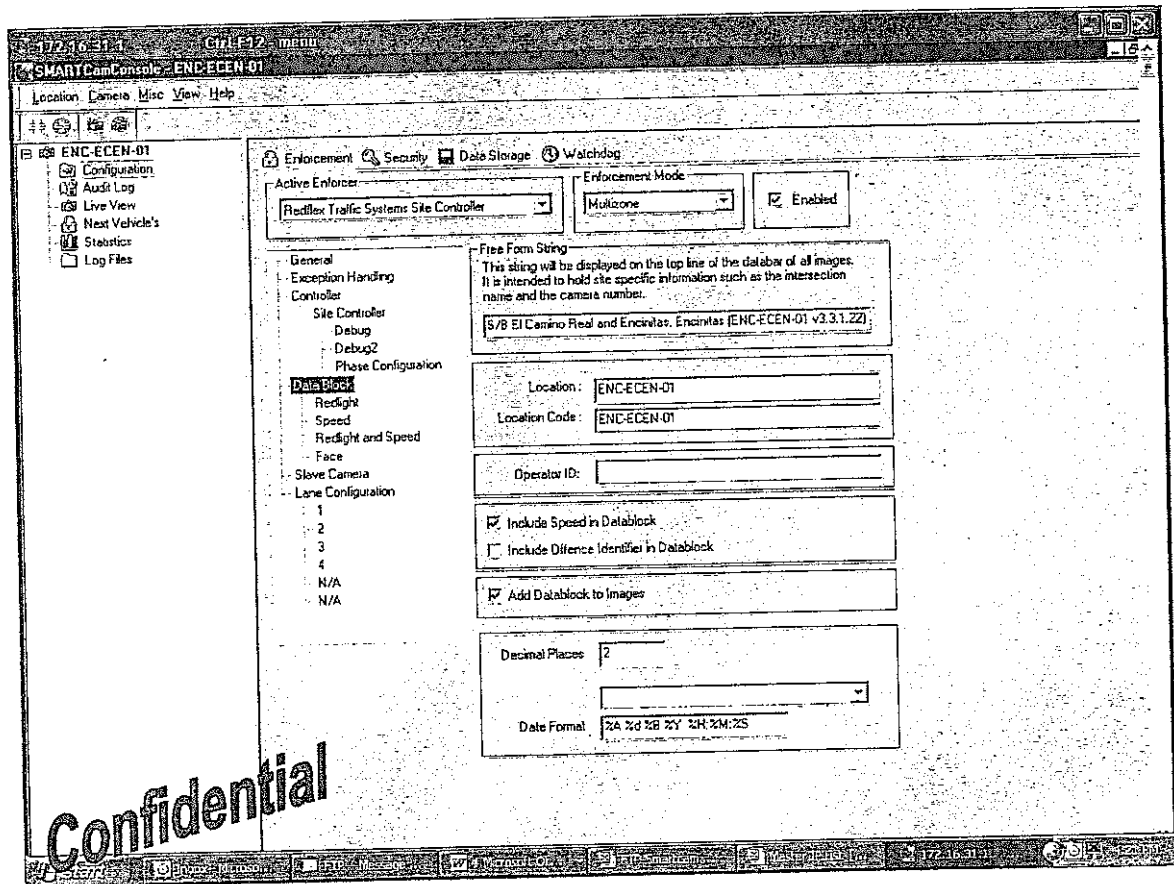 172.16.31.1 Ctrl F12 - menu
SMARTCamConsole - ENC-ECEN-01
Location Camera Misc View Help
ENC-ECEN-01
Configuration
Audit Log
Live View
Next Vehicle's
Statistics
Log Files
Enforcement Security Data Storage Watchdog
Active Enforcer
Redflex Traffic Systems Site Controller
Enforcement Mode
Multizone
Enabled
General
Exception Handling
Controller
Site Controller
Debug
Debug2
Phase Configuration
Data Block
Redlight
Speed
Redlight and Speed
Face
Slave Camera
Lane Configuration
1
2
3
4
N/A
N/A
Free Form String
This string will be displayed on the top line of the databar of all images.
It is intended to hold site specific information such as the intersection
name and the camera number.
S/B El Camino Real and Encinitas, Encinitas (ENC-ECEN-01 v3.3.1.22)
Location : ENC-ECEN-01
Location Code : ENC-ECEN-01
Operator ID:
Include Speed in Datablock
Include Offence Identifier in Datablock
Add Datablock to Images
Decimal Places 2
Date Format %A %d %B %Y %H:%M:%S
Confidential
172.16.31.1